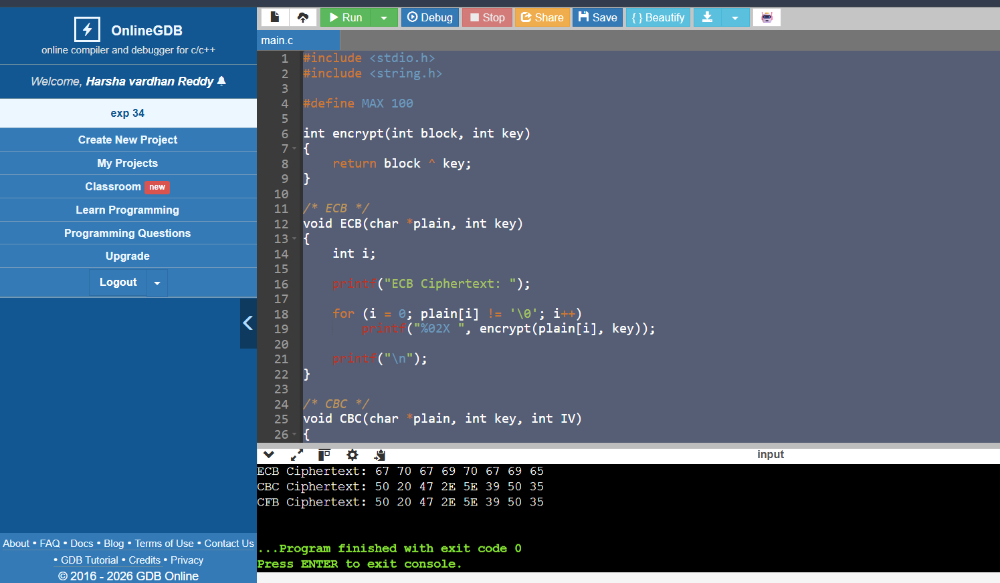 OnlineGDB
online compiler and debugger for c/c++
Welcome, Harsha vardhan Reddy
exp 34
Create New Project
My Projects
Classroom new
Learn Programming
Programming Questions
Upgrade
Logout
About • FAQ • Docs • Blog • Terms of Use • Contact Us
• GDB Tutorial • Credits • Privacy
© 2016 - 2026 GDB Online
Run Debug Stop Share Save { } Beautify
main.c
1 #include <stdio.h>
2 #include <string.h>
3
4 #define MAX 100
5
6 int encrypt(int block, int key)
7 {
8     return block ^ key;
9 }
10
11 /* ECB */
12 void ECB(char *plain, int key)
13 {
14     int i;
15
16     printf("ECB Ciphertext: ");
17
18     for (i = 0; plain[i] != '\0'; i++)
19         printf("%02X ", encrypt(plain[i], key));
20
21     printf("\n");
22 }
23
24 /* CBC */
25 void CBC(char *plain, int key, int IV)
26 {
input
ECB Ciphertext: 67 70 67 69 70 67 69 65
CBC Ciphertext: 50 20 47 2E 5E 39 50 35
CFB Ciphertext: 50 20 47 2E 5E 39 50 35
...Program finished with exit code 0
Press ENTER to exit console.